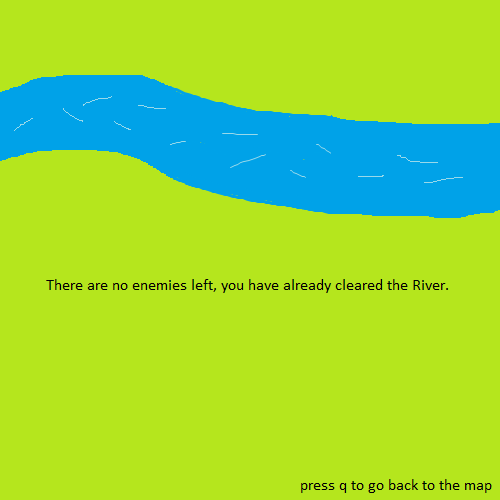 There are no enemies left, you have already cleared the River.
press q to go back to the map